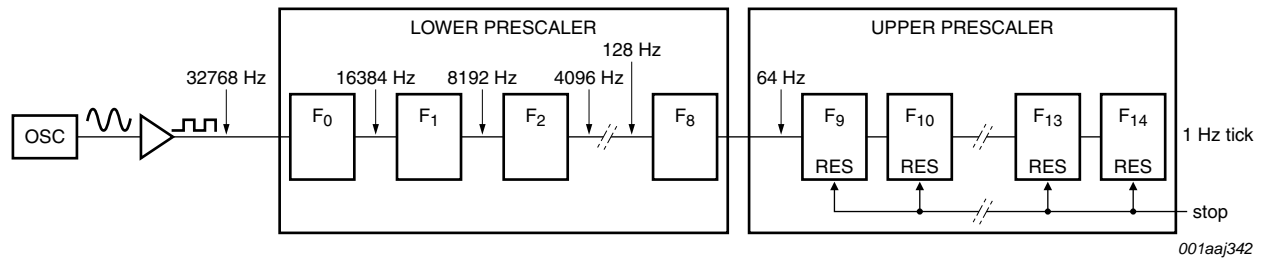 LOWER PRESCALER
UPPER PRESCALER
128 Hz
32768 Hz
16384 Hz
8192 Hz
4096 Hz
64 Hz
OSC
F0
F1
F2
F8
F9
RES
F10
RES
F13
RES
F14
RES
1 Hz tick
stop
001aaj342